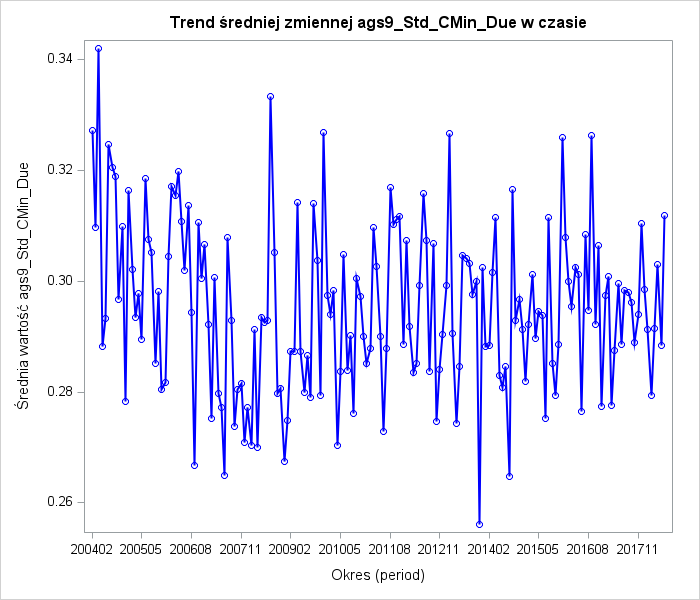 Trend średniej zmiennej ags9_Std_CMin_Due w czasie
0.34
0.32
0.30
0.28
0.26
Średnia wartość ags9_Std_CMin_Due
200402 200505 200608 200711 200902 201005 201108 201211 201402 201505 201608 201711
Okres (period)